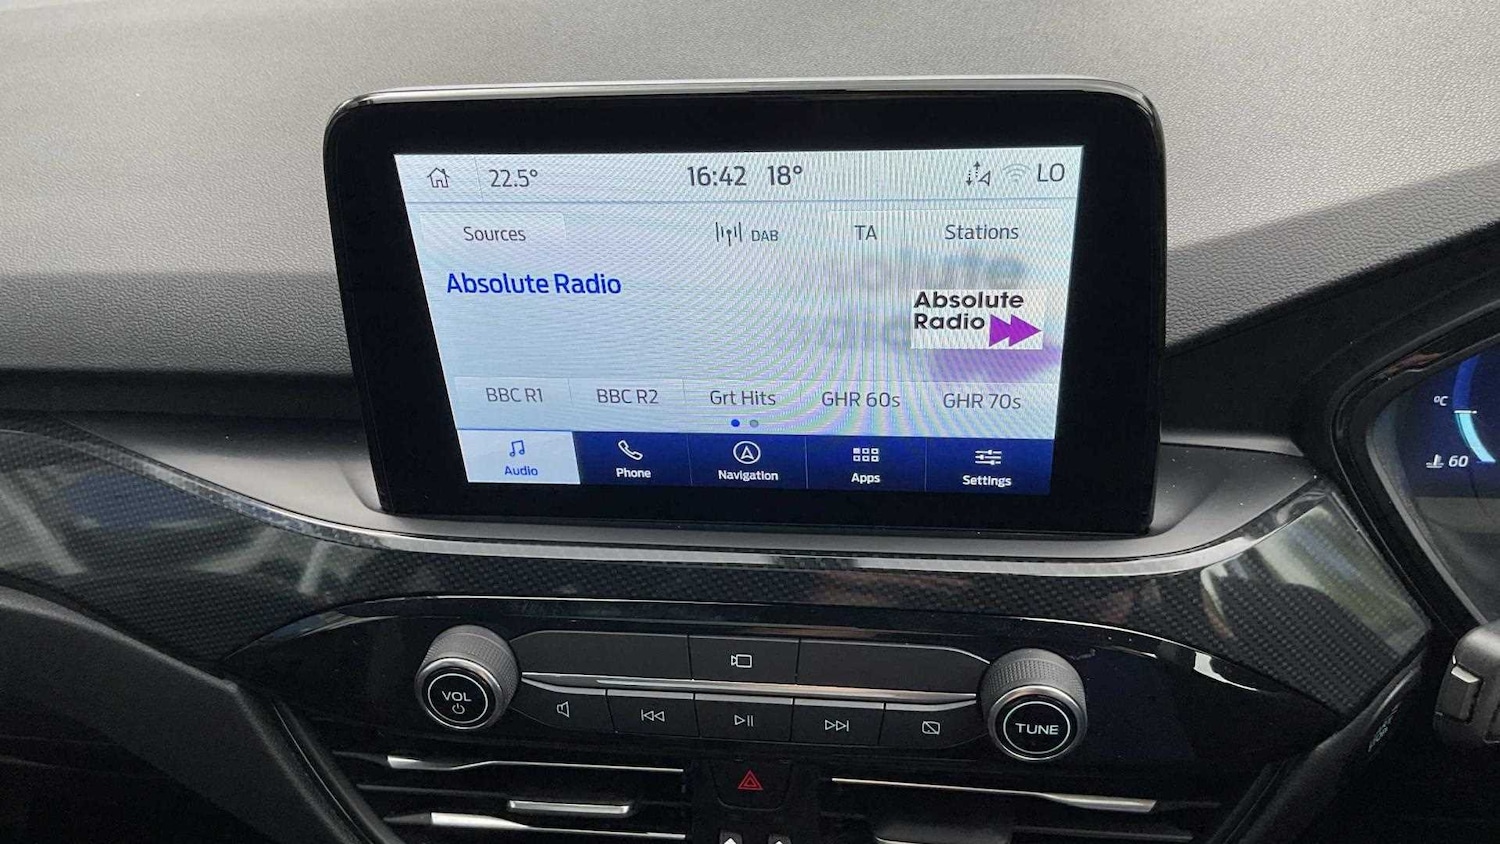 22.5° 16:42 18° LO
Sources DAB TA Stations
Absolute Radio
Absolute
Radio
BBC R1 BBC R2 Grt Hits GHR 60s GHR 70s
Audio Phone Navigation Apps Settings
°C
60
VOL
TUNE